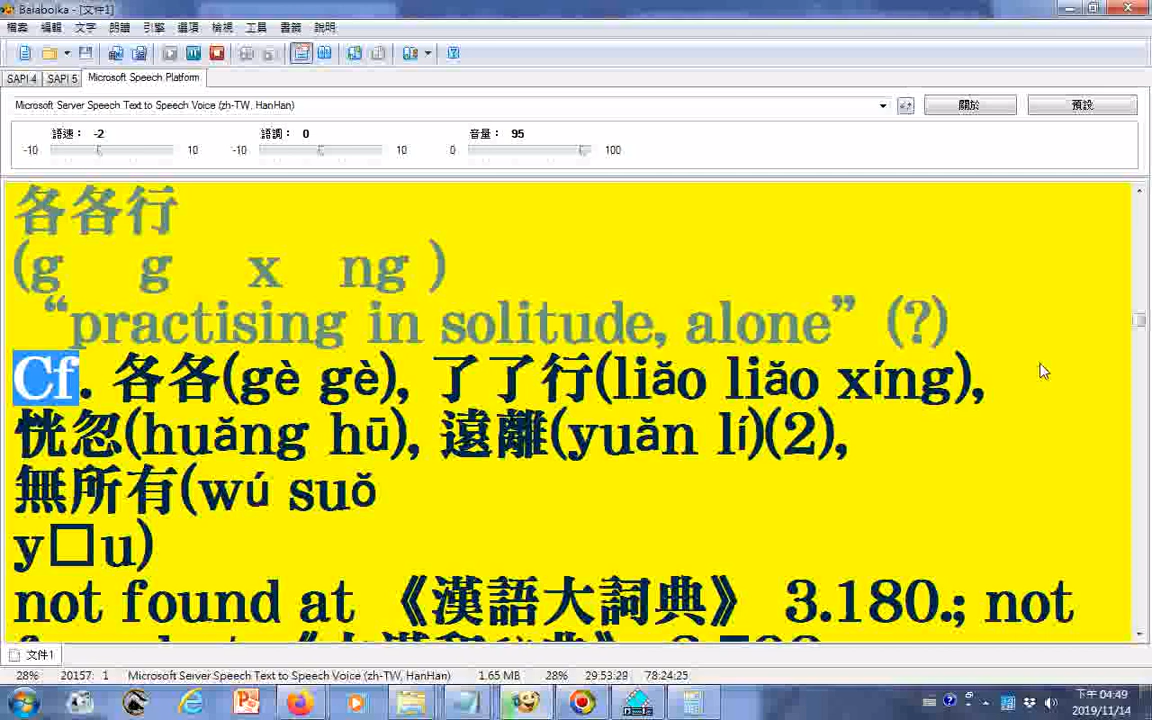 Balabolka - [文件1]
檔案 編輯 文字 朗讀 引擎 選項 檢視 工具 書籤 說明
SAPI 4 SAPI 5 Microsoft Speech Platform
Microsoft Server Speech Text to Speech Voice (zh-TW, HanHan)
關於 預設
語速： -2 語調： 0 音量： 95
-10 10 -10 10 0 100
各各行
(g g x ng )
“practising in solitude, alone” (?)
Cf. 各各(gè gè), 了了行(liǎo liǎo xíng),
恍忽(huǎng hū), 遠離(yuǎn lí)(2),
無所有(wú suǒ
y□u)
not found at 《漢語大詞典》 3.180.; not
文件1
28% 20157: 1 Microsoft Server Speech Text to Speech Voice (zh-TW, HanHan) 1.65 MB 28% 29:53:29 78:24:25
下午 04:49
2019/11/14